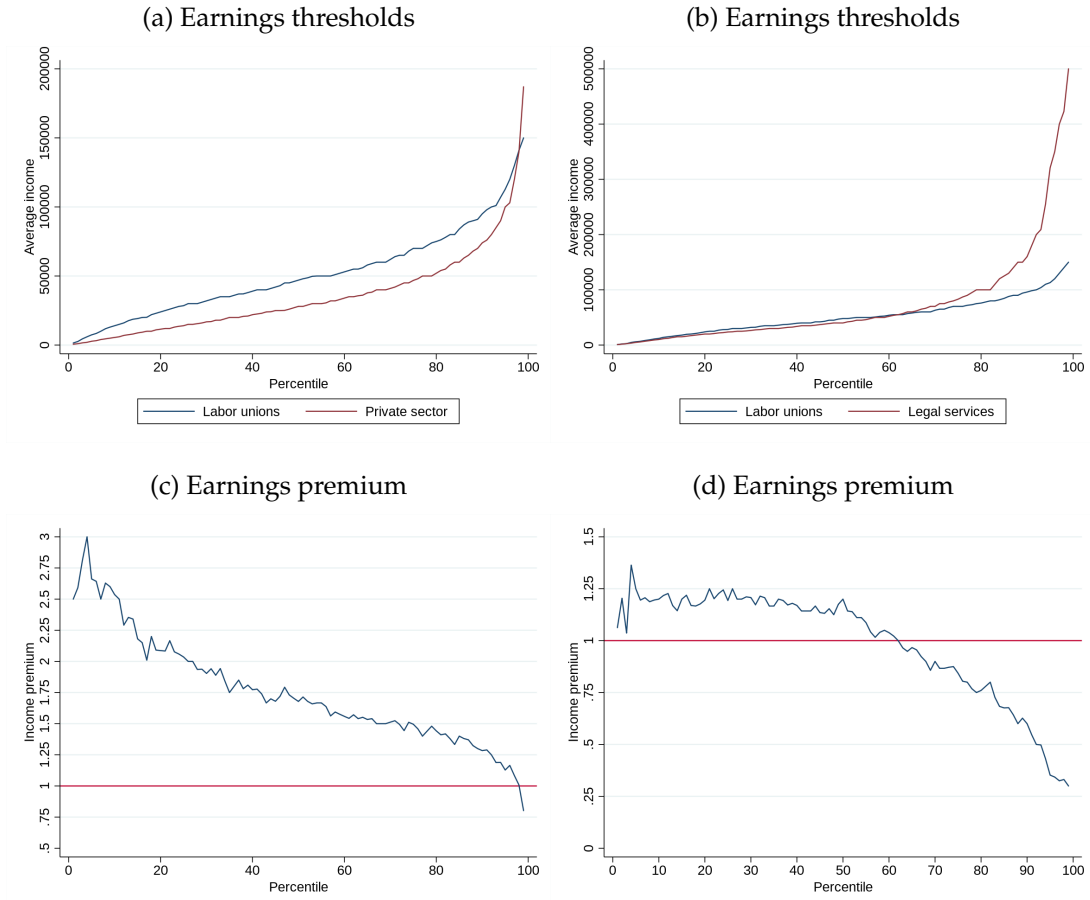 (a) Earnings thresholds
Average income
200000
150000
100000
50000
0
0 20 40 60 80 100
Percentile
Labor unions Private sector
(b) Earnings thresholds
Average income
500000
400000
300000
200000
100000
0
0 20 40 60 80 100
Percentile
Labor unions Legal services
(c) Earnings premium
Income premium
3
2.75
2.5
2.25
2
1.75
1.5
1.25
1
.75
.5
0 20 40 60 80 100
Percentile
(d) Earnings premium
Income premium
1.5
1.25
1
.75
.5
.25
0
0 10 20 30 40 50 60 70 80 90 100
Percentile